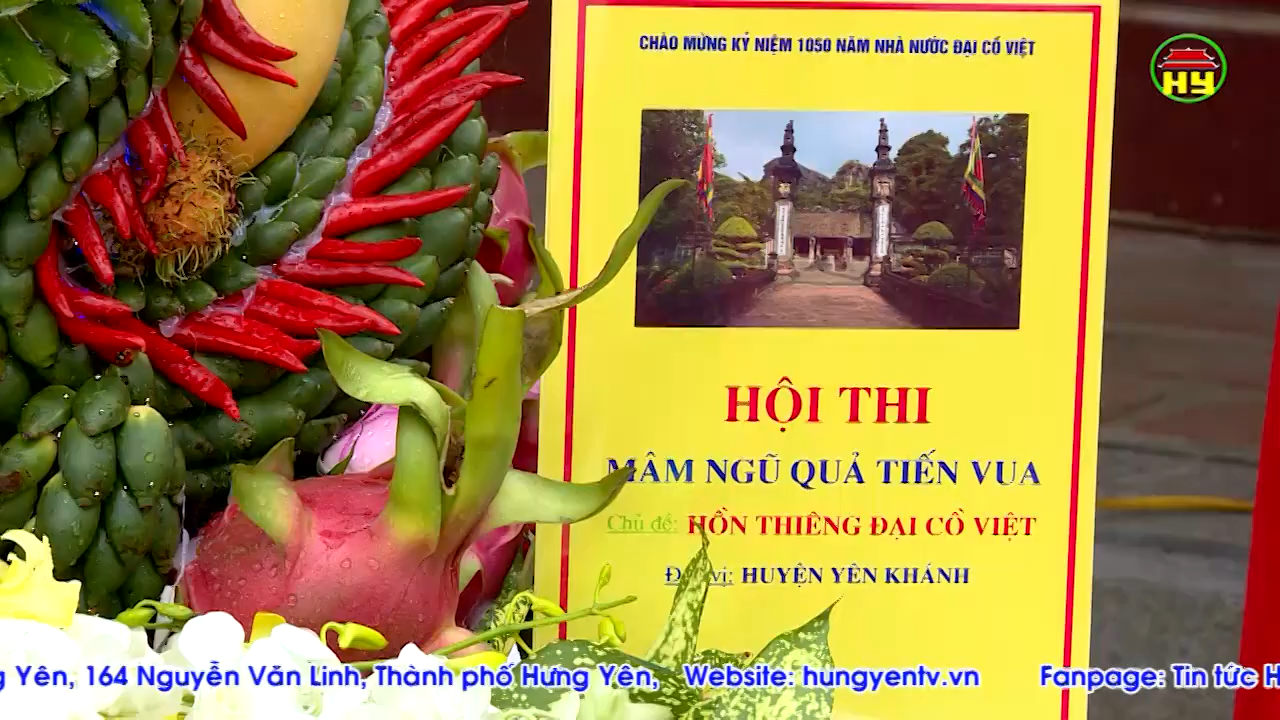 CHÀO MỪNG KỶ NIỆM 1050 NĂM NHÀ NƯỚC ĐẠI CỒ VIỆT
HY
HỘI THI
MÂM NGŨ QUẢ TIẾN VUA
Chủ đề: HỒN THIÊNG ĐẠI CỒ VIỆT
vị: HUYỆN YÊN KHÁNH
g Yên, 164 Nguyễn Văn Linh, Thành phố Hưng Yên, Website: hungyentv.vn Fanpage: Tin tức H